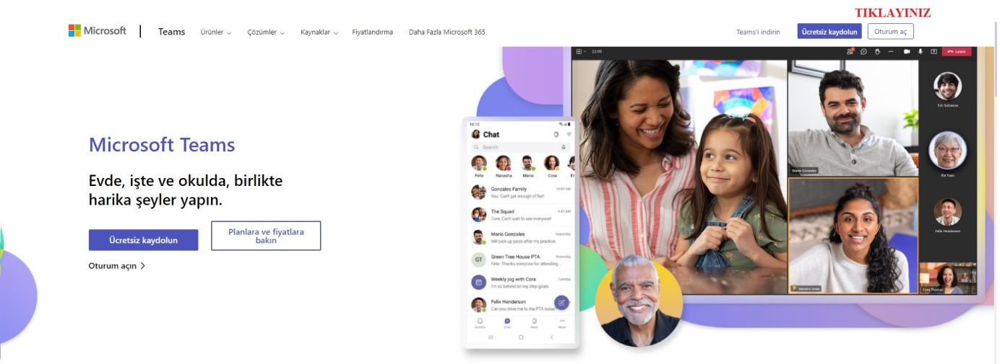 TIKLAYINIZ
Microsoft Teams Ürünler Çözümler Kaynaklar Fiyatlandırma Daha Fazla Microsoft 365 Teams'i indirin Ücretsiz kaydolun Oturum aç
22:06 Leave
Microsoft Teams
Evde, işte ve okulda, birlikte
harika şeyler yapın.
Ücretsiz kaydolun
Planlara ve fiyatlara
bakın
Oturum açın
10:10
Chat
Search
Felix Natasha Mario Cora
Gonzales Family 10:00 AM
You: Can't get enough of her!
The Squad 9:47 AM
Cora: Can't wait to see everyone!
Mario Gonzales Yesterday
Will pick up pizza after my practice.
GT
Green Tree House PTA Yesterday
Felix: Thanks everyone for attending...
Weekly jog with Cora Tuesday
I'm so behind on my step goals
Felix Henderson
Can you drive me to the PTA today?
Activity Chat Meet More
Mario Gonzales
Natasha Jones
Kia Yuen
Felix Henderson
Cora Thomas